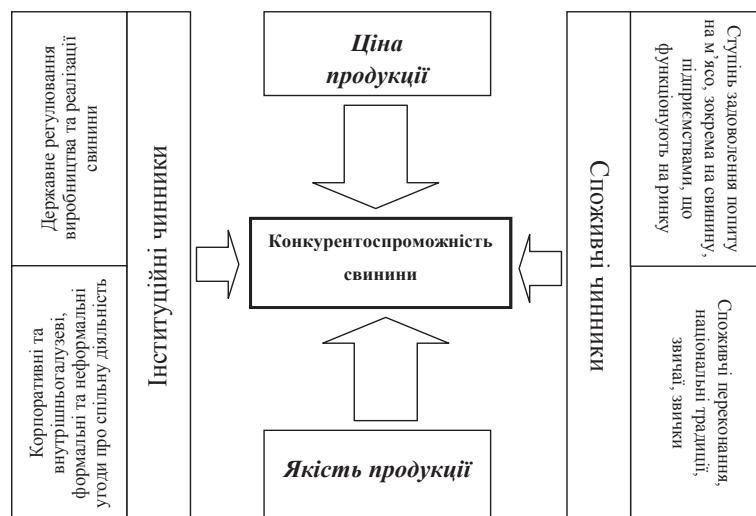 Державне регулювання
виробництва та реалізації
свинини
Корпоративні та
внутрішньогалузеві,
формальні та неформальні
угоди про спільну діяльність
Інституційні чинники
Ціна
продукції
Конкурентоспроможність
свинини
Якість продукції
Споживчі чинники
Ступінь задоволення попиту
на м’ясо, зокрема на свинину,
підприємствами, що
функціонують на ринку
Споживчі переконання,
національні традиції,
звичаї, звички